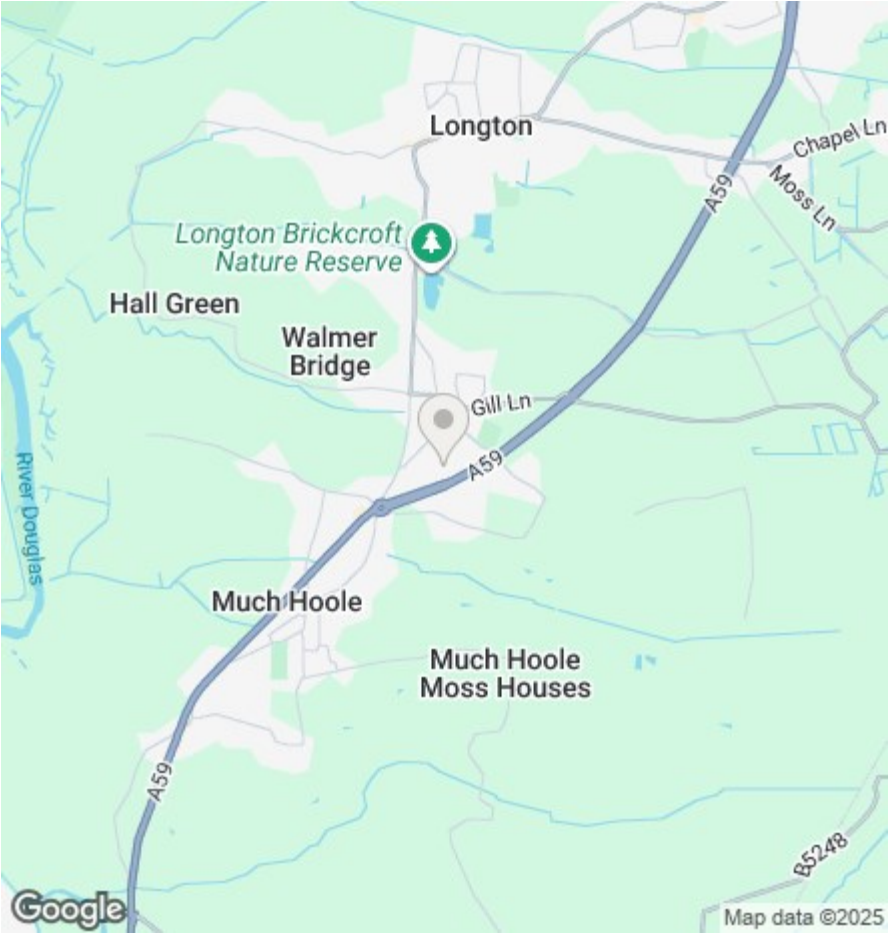 Longton
Chapel Ln
A59
Moss Ln
Longton Brickcroft
Nature Reserve
Hall Green
Walmer
Bridge
Gill Ln
A59
River Douglas
Much Hoole
Much Hoole
Moss Houses
A59
B5248
Google
Map data ©2025